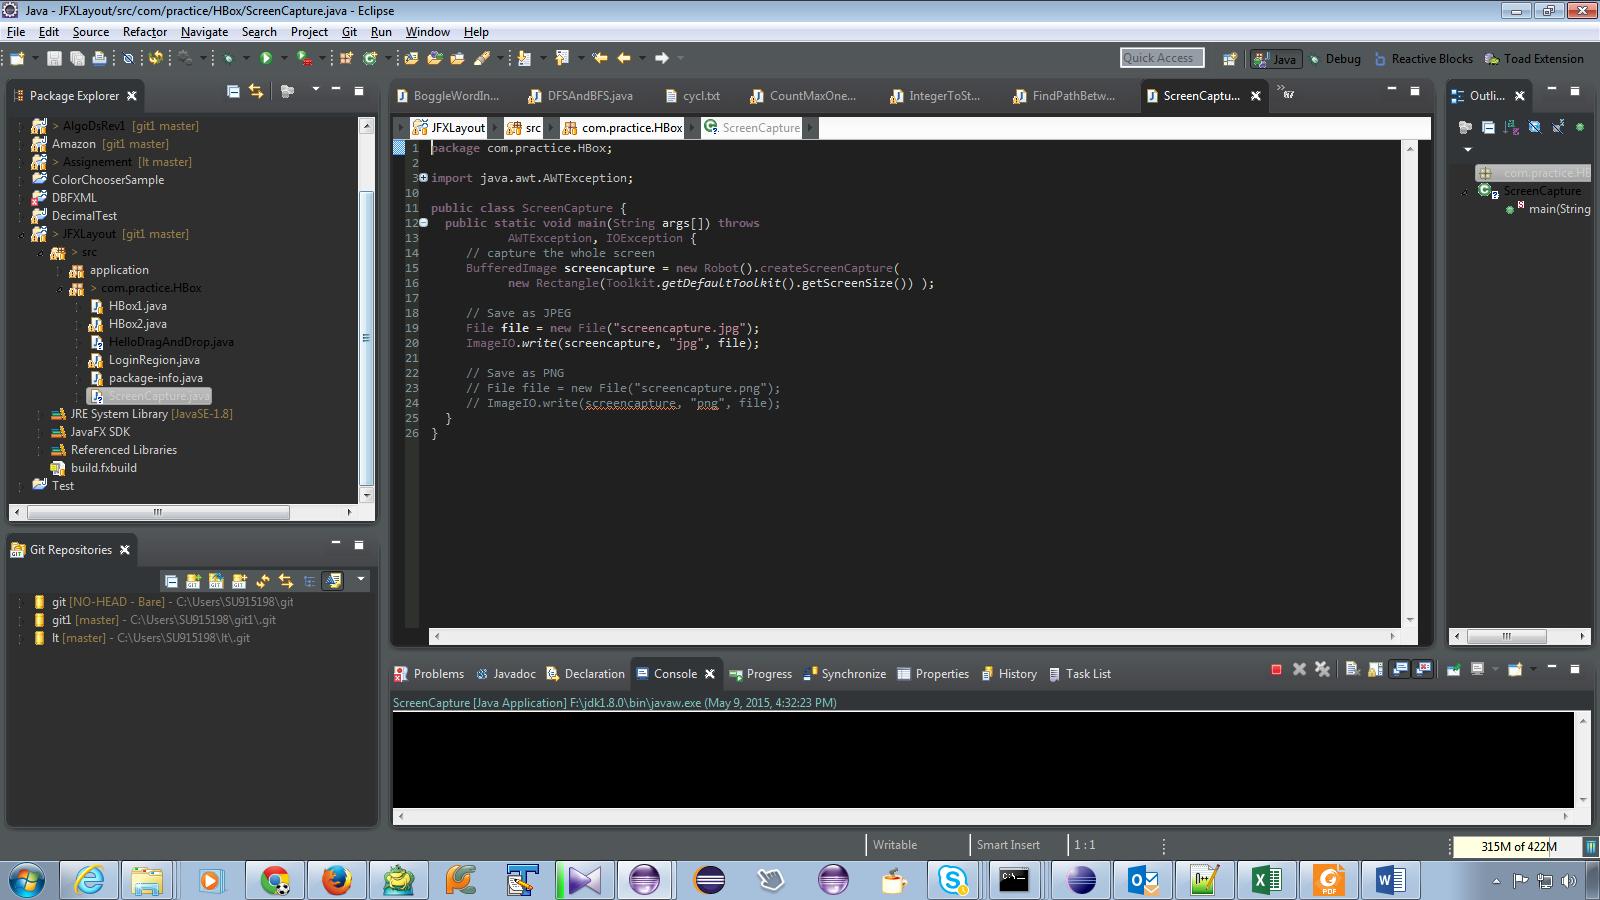 Java - JFXLayout/src/com/practice/HBox/ScreenCapture.java - Eclipse
File Edit Source Refactor Navigate Search Project Git Run Window Help
Quick Access
Java
Debug
Reactive Blocks
Toad Extension
Package Explorer
> AlgoDsRev1 [git1 master]
Amazon [git1 master]
> Assignement [lt master]
ColorChooserSample
DBFXML
DecimalTest
> JFXLayout [git1 master]
> src
application
> com.practice.HBox
HBox1.java
HBox2.java
HelloDragAndDrop.java
LoginRegion.java
package-info.java
ScreenCapture.java
JRE System Library [JavaSE-1.8]
JavaFX SDK
Referenced Libraries
build.fxbuild
Test
Git Repositories
git [NO-HEAD - Bare] - C:\Users\SU915198\git
git1 [master] - C:\Users\SU915198\git1\.git
lt [master] - C:\Users\SU915198\lt\.git
BoggleWordIn... DFSAndBFS.java cycl.txt CountMaxOne... IntegerToSt... FindPathBetw... ScreenCaptu... »67
JFXLayout src com.practice.HBox ScreenCapture
1 package com.practice.HBox;
2
3 import java.awt.AWTException;
10
11 public class ScreenCapture {
12 public static void main(String args[]) throws
13 AWTException, IOException {
14 // capture the whole screen
15 BufferedImage screencapture = new Robot().createScreenCapture(
16 new Rectangle(Toolkit.getDefaultToolkit().getScreenSize()) );
17
18 // Save as JPEG
19 File file = new File("screencapture.jpg");
20 ImageIO.write(screencapture, "jpg", file);
21
22 // Save as PNG
23 // File file = new File("screencapture.png");
24 // ImageIO.write(screencapture, "png", file);
25 }
26 }
Outli...
com.practice.HB
ScreenCapture
main(String
Problems Javadoc Declaration Console Progress Synchronize Properties History Task List
ScreenCapture [Java Application] F:\jdk1.8.0\bin\javaw.exe (May 9, 2015, 4:32:23 PM)
Writable
Smart Insert
1 : 1
315M of 422M